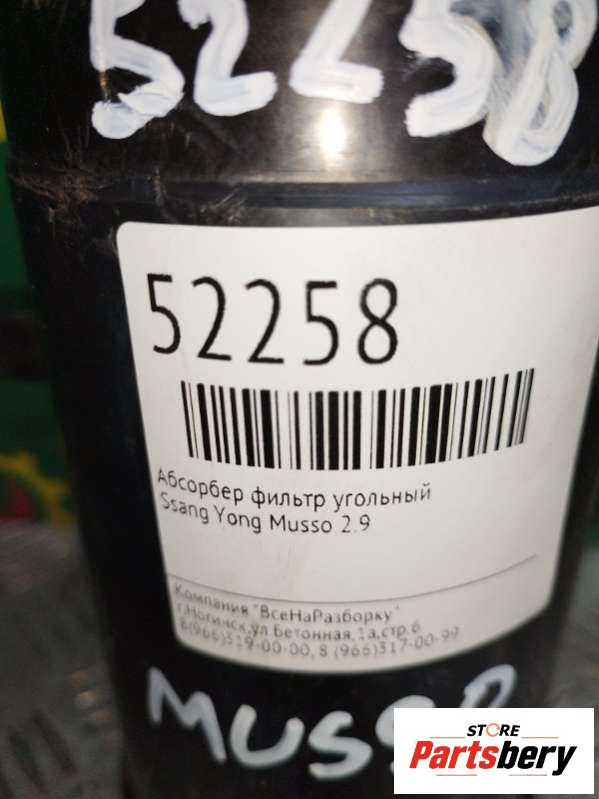 52258
52258
Абсорбер фильтр угольный
Ssang Yong Musso 2.9
Компания "ВсеНаРазборку"
г.Ногинск,ул.Бетонная,1а,стр.6
8(966)319-00-00, 8 (966)317-00-99
MUSSO
STORE
Partsbery